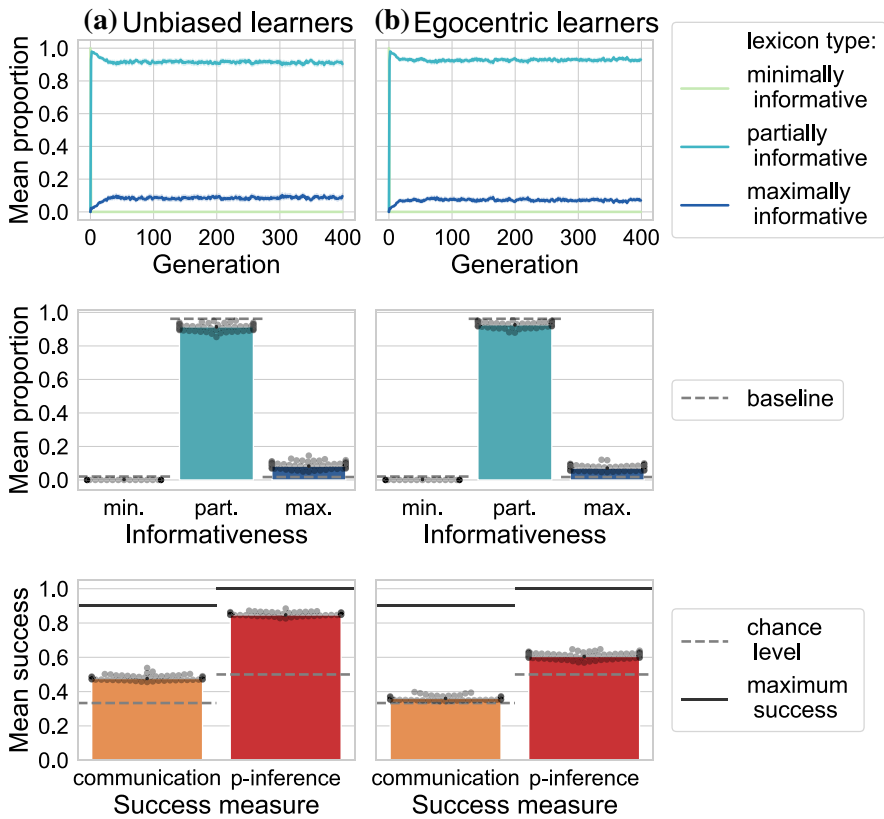 (a) Unbiased learners
(b) Egocentric learners
Mean proportion
1.0
0.8
0.6
0.4
0.2
0.0
0 100 200 300 400
Generation
0 100 200 300 400
Generation
lexicon type:
minimally
informative
partially
informative
maximally
informative
Mean proportion
1.0
0.8
0.6
0.4
0.2
0.0
min. part. max.
Informativeness
min. part. max.
Informativeness
baseline
Mean success
1.0
0.8
0.6
0.4
0.2
0.0
communication p-inference
Success measure
communication p-inference
Success measure
chance
level
maximum
success